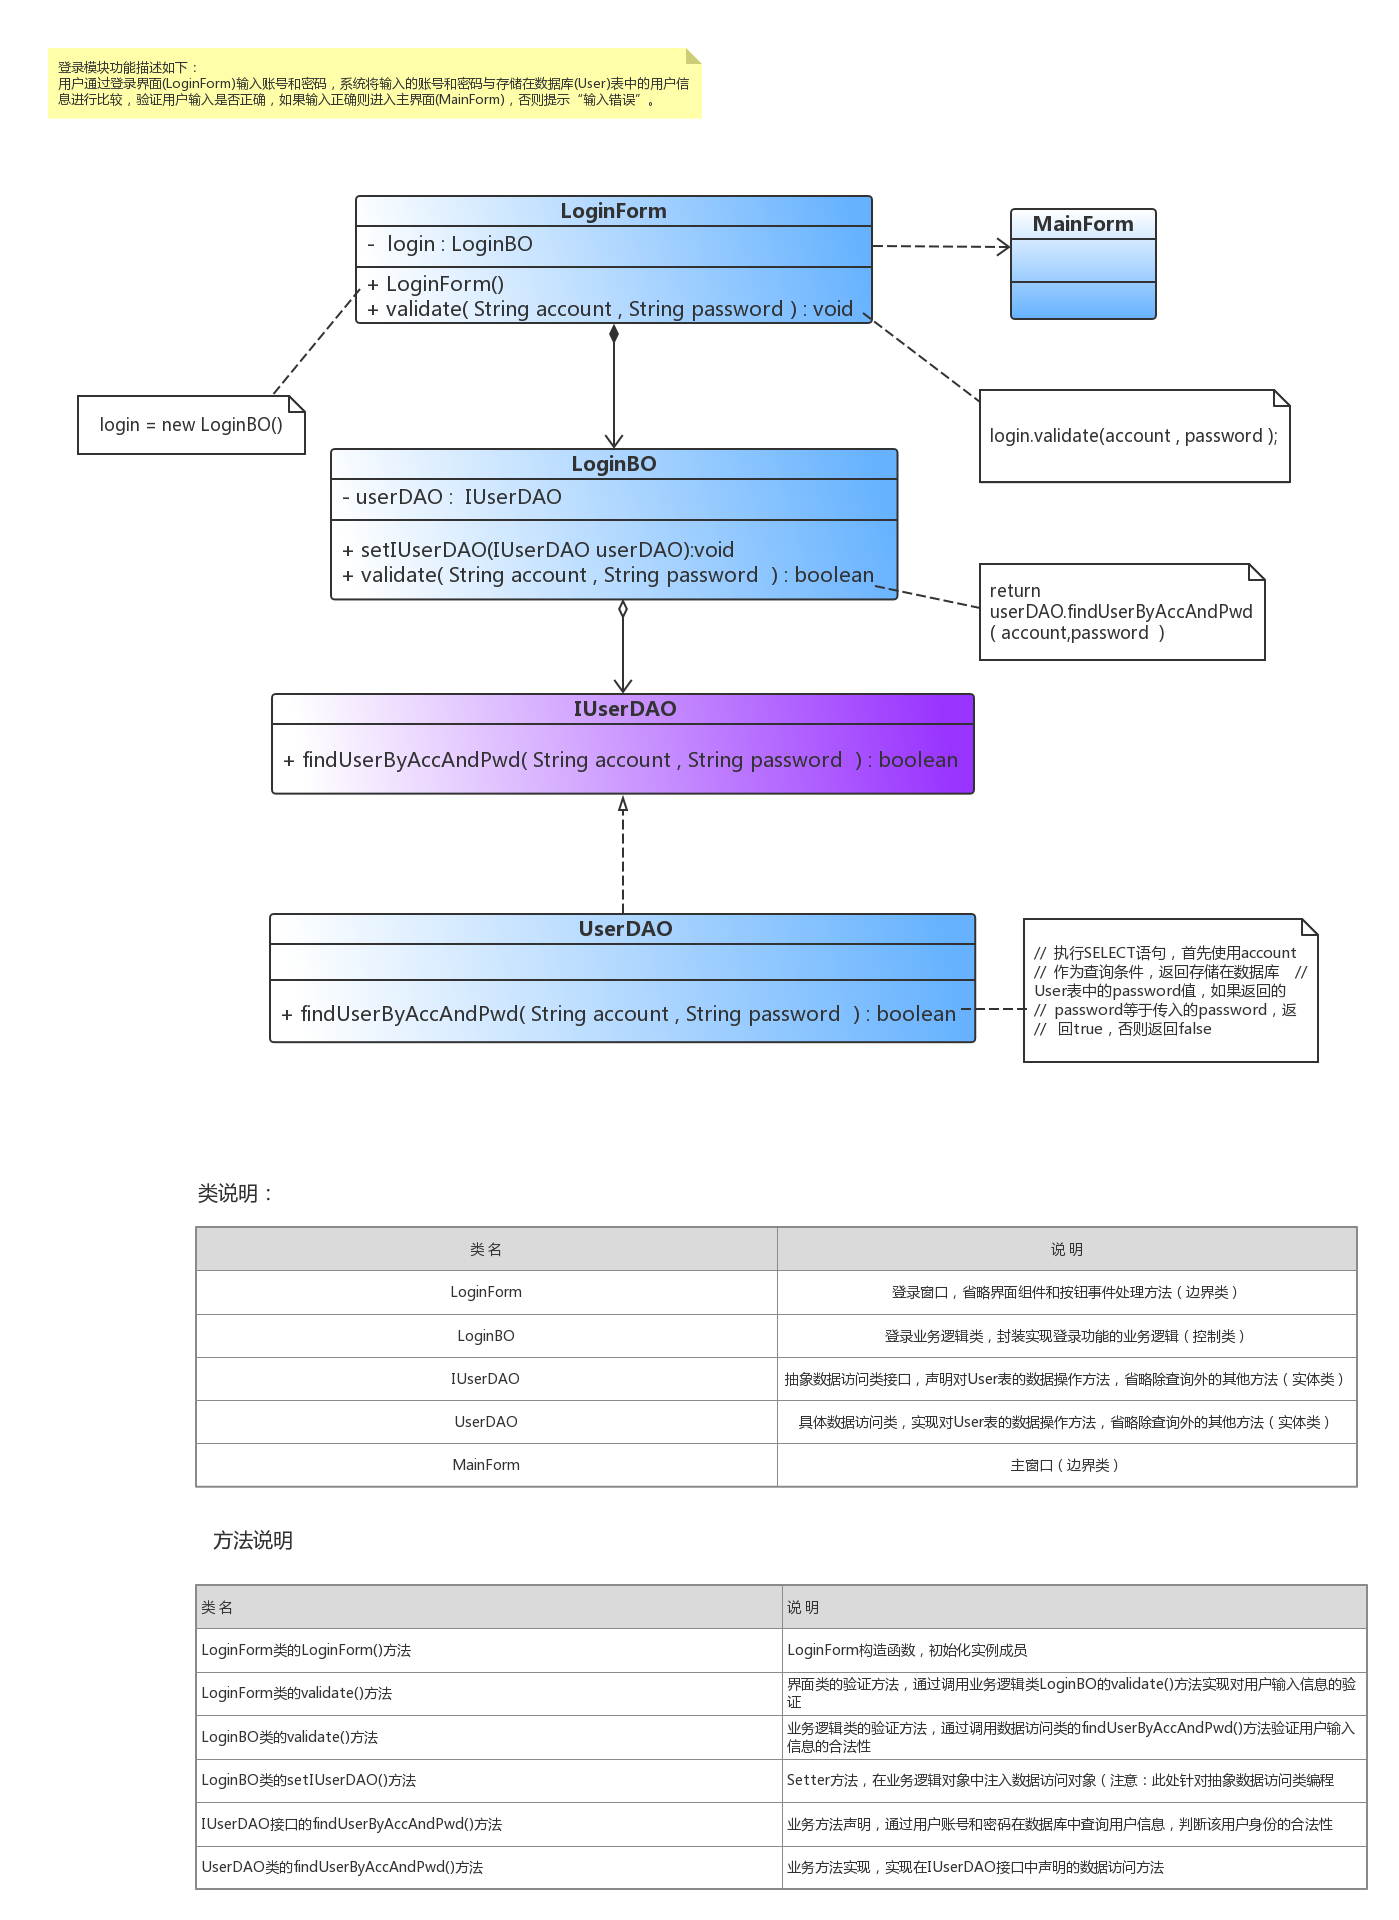 登录模块功能描述如下：
用户通过登录界面(LoginForm)输入账号和密码，系统将输入的账号和密码与存储在数据库(User)表中的用户信
息进行比较，验证用户输入是否正确，如果输入正确则进入主界面(MainForm)，否则提示“输入错误”。
LoginForm
-  login : LoginBO
+ LoginForm()
+ validate( String account , String password ) : void
MainForm
login = new LoginBO()
login.validate(account , password );
LoginBO
- userDAO :  IUserDAO
+ setIUserDAO(IUserDAO userDAO):void
+ validate( String account , String password  ) : boolean
return
userDAO.findUserByAccAndPwd
( account,password  )
IUserDAO
+ findUserByAccAndPwd( String account , String password  ) : boolean
UserDAO
+ findUserByAccAndPwd( String account , String password  ) : boolean
//  执行SELECT语句，首先使用account
//  作为查询条件，返回存储在数据库    //
User表中的password值，如果返回的
//  password等于传入的password，返
//   回true，否则返回false
类说明：
类 名
说 明
LoginForm
登录窗口，省略界面组件和按钮事件处理方法（边界类）
LoginBO
登录业务逻辑类，封装实现登录功能的业务逻辑（控制类）
IUserDAO
抽象数据访问类接口，声明对User表的数据操作方法，省略除查询外的其他方法（实体类）
UserDAO
具体数据访问类，实现对User表的数据操作方法，省略除查询外的其他方法（实体类）
MainForm
主窗口（边界类）
方法说明
类 名
说 明
LoginForm类的LoginForm()方法
LoginForm构造函数，初始化实例成员
LoginForm类的validate()方法
界面类的验证方法，通过调用业务逻辑类LoginBO的validate()方法实现对用户输入信息的验
证
LoginBO类的validate()方法
业务逻辑类的验证方法，通过调用数据访问类的findUserByAccAndPwd()方法验证用户输入
信息的合法性
LoginBO类的setIUserDAO()方法
Setter方法，在业务逻辑对象中注入数据访问对象（注意：此处针对抽象数据访问类编程
IUserDAO接口的findUserByAccAndPwd()方法
业务方法声明，通过用户账号和密码在数据库中查询用户信息，判断该用户身份的合法性
UserDAO类的findUserByAccAndPwd()方法
业务方法实现，实现在IUserDAO接口中声明的数据访问方法